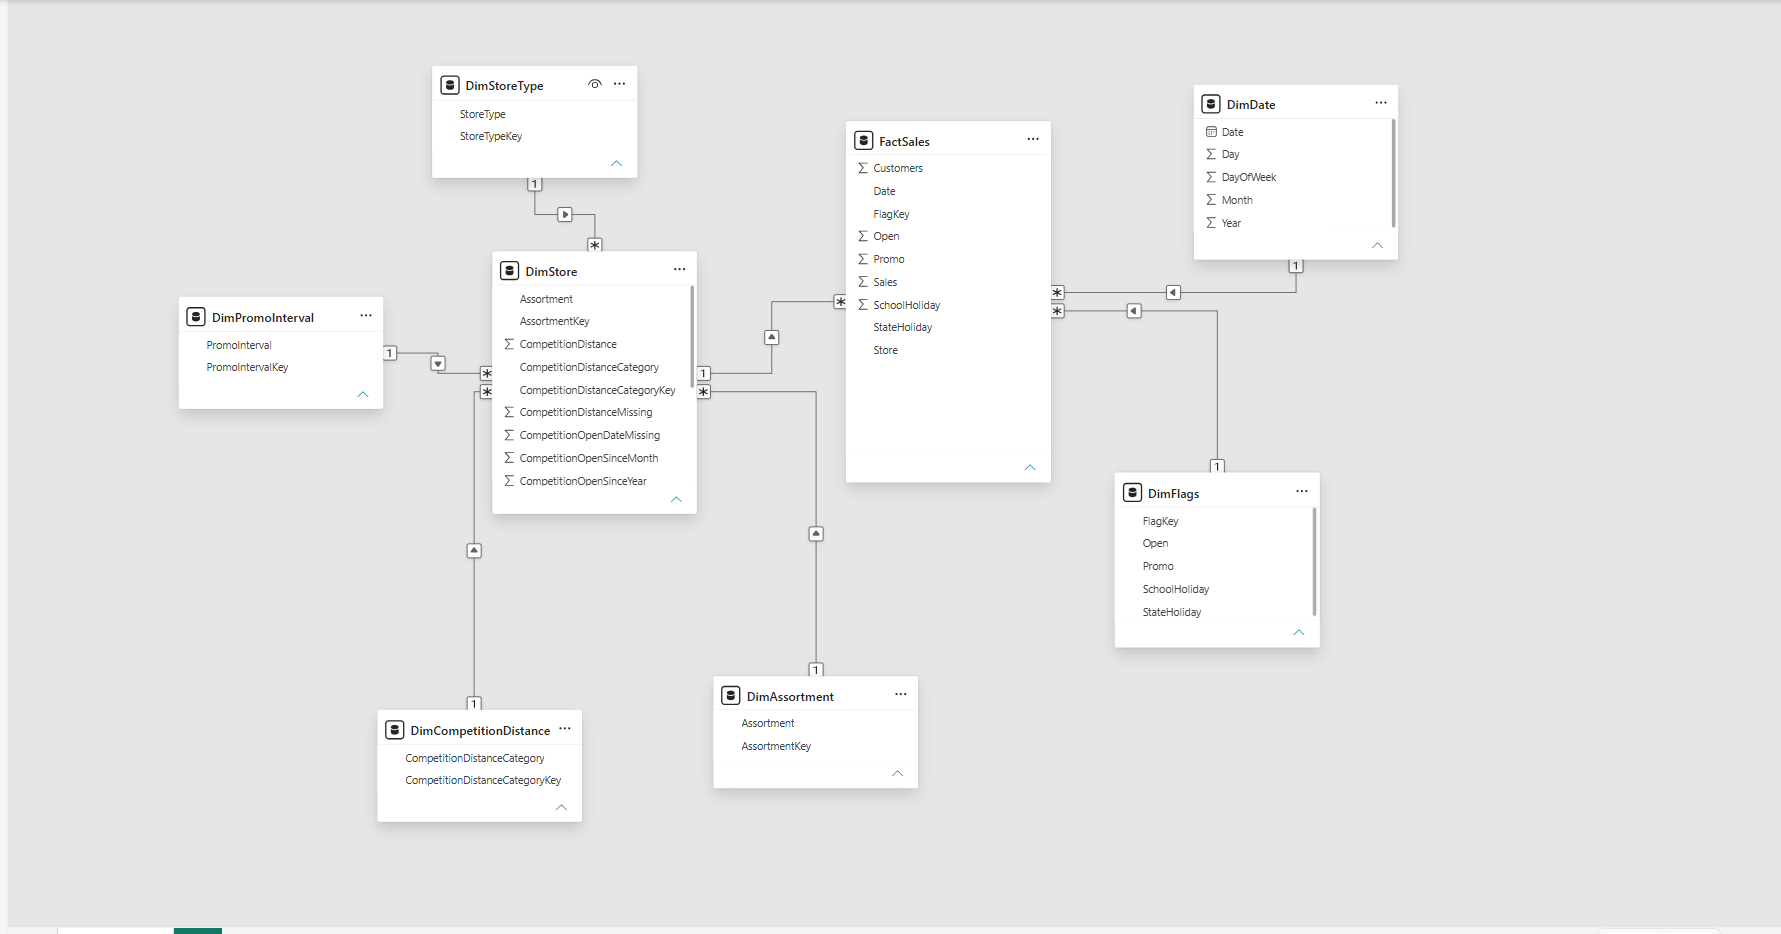 DimStoreType
StoreType
StoreTypeKey
1
*
DimPromoInterval
PromoInterval
PromoIntervalKey
1
*
*
DimStore
Assortment
AssortmentKey
CompetitionDistance
CompetitionDistanceCategory
CompetitionDistanceCategoryKey
CompetitionDistanceMissing
CompetitionOpenDateMissing
CompetitionOpenSinceMonth
CompetitionOpenSinceYear
1
*
*
FactSales
Customers
Date
FlagKey
Open
Promo
Sales
SchoolHoliday
StateHoliday
Store
*
*
DimDate
Date
Day
DayOfWeek
Month
Year
1
1
DimFlags
FlagKey
Open
Promo
SchoolHoliday
StateHoliday
1
DimCompetitionDistance
CompetitionDistanceCategory
CompetitionDistanceCategoryKey
1
DimAssortment
Assortment
AssortmentKey